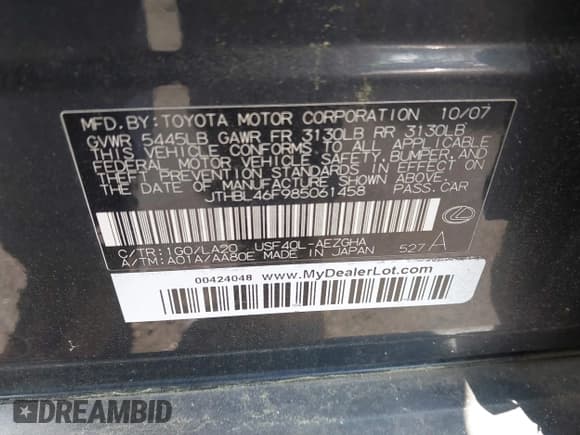 MFD. BY: TOYOTA MOTOR CORPORATION 10/07
GVWR 5445LB GAWR FR 3130LB RR 3130LB
THIS VEHICLE CONFORMS TO ALL APPLICABLE
FEDERAL MOTOR VEHICLE SAFETY, BUMPER, AND
THEFT PREVENTION STANDARDS IN EFFECT ON
THE DATE OF MANUFACTURE SHOWN ABOVE.
JTHBL46F985061458 PASS. CAR
C/TR: 1G0/LA20 USF40L-AEZGHA
A/TM: A01A/AA80E MADE IN JAPAN 527 A
00424048 www.MyDealerLot.com
DREAMBID